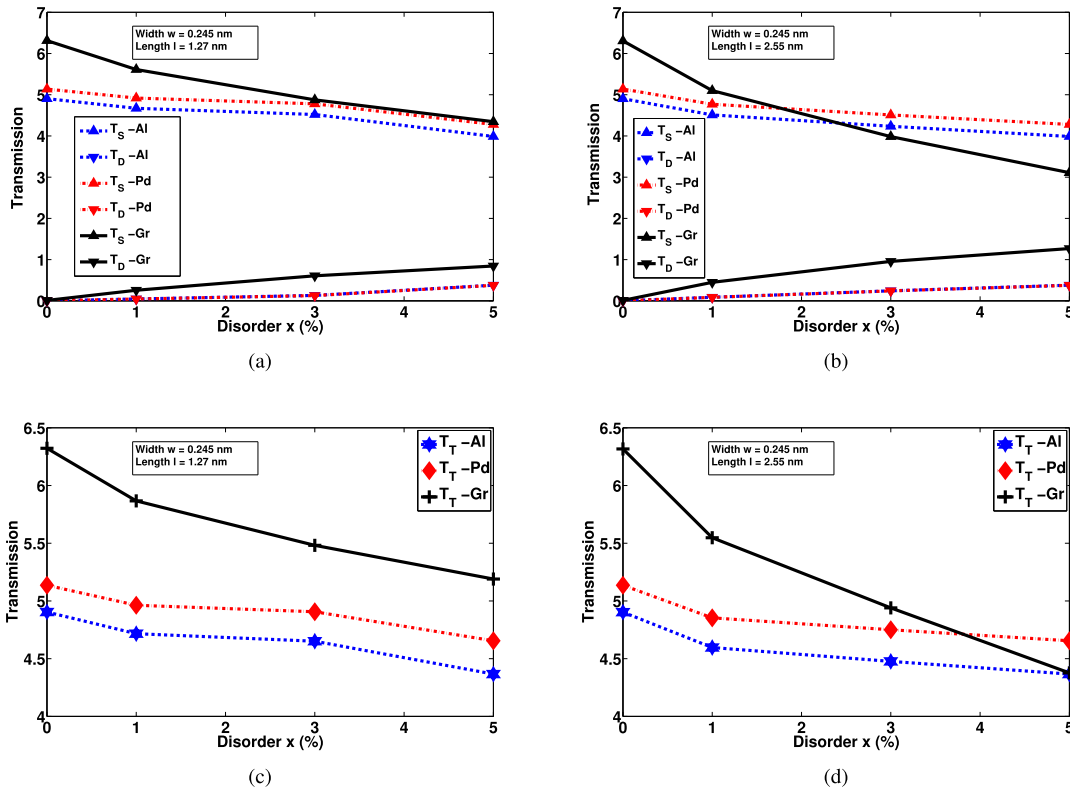 7
6
5
4
3
2
1
0
Transmission
Width w = 0.245 nm
Length l = 1.27 nm
T_S −Al
T_D −Al
T_S −Pd
T_D −Pd
T_S −Gr
T_D −Gr
0 1 2 3 4 5
Disorder x (%)
(a)
7
6
5
4
3
2
1
0
Transmission
Width w = 0.245 nm
Length l = 2.55 nm
T_S −Al
T_D −Al
T_S −Pd
T_D −Pd
T_S −Gr
T_D −Gr
0 1 2 3 4 5
Disorder x (%)
(b)
6.5
6
5.5
5
4.5
4
Transmission
Width w = 0.245 nm
Length l = 1.27 nm
T_T −Al
T_T −Pd
T_T −Gr
0 1 2 3 4 5
Disorder x (%)
(c)
6.5
6
5.5
5
4.5
4
Transmission
Width w = 0.245 nm
Length l = 2.55 nm
T_T −Al
T_T −Pd
T_T −Gr
0 1 2 3 4 5
Disorder x (%)
(d)